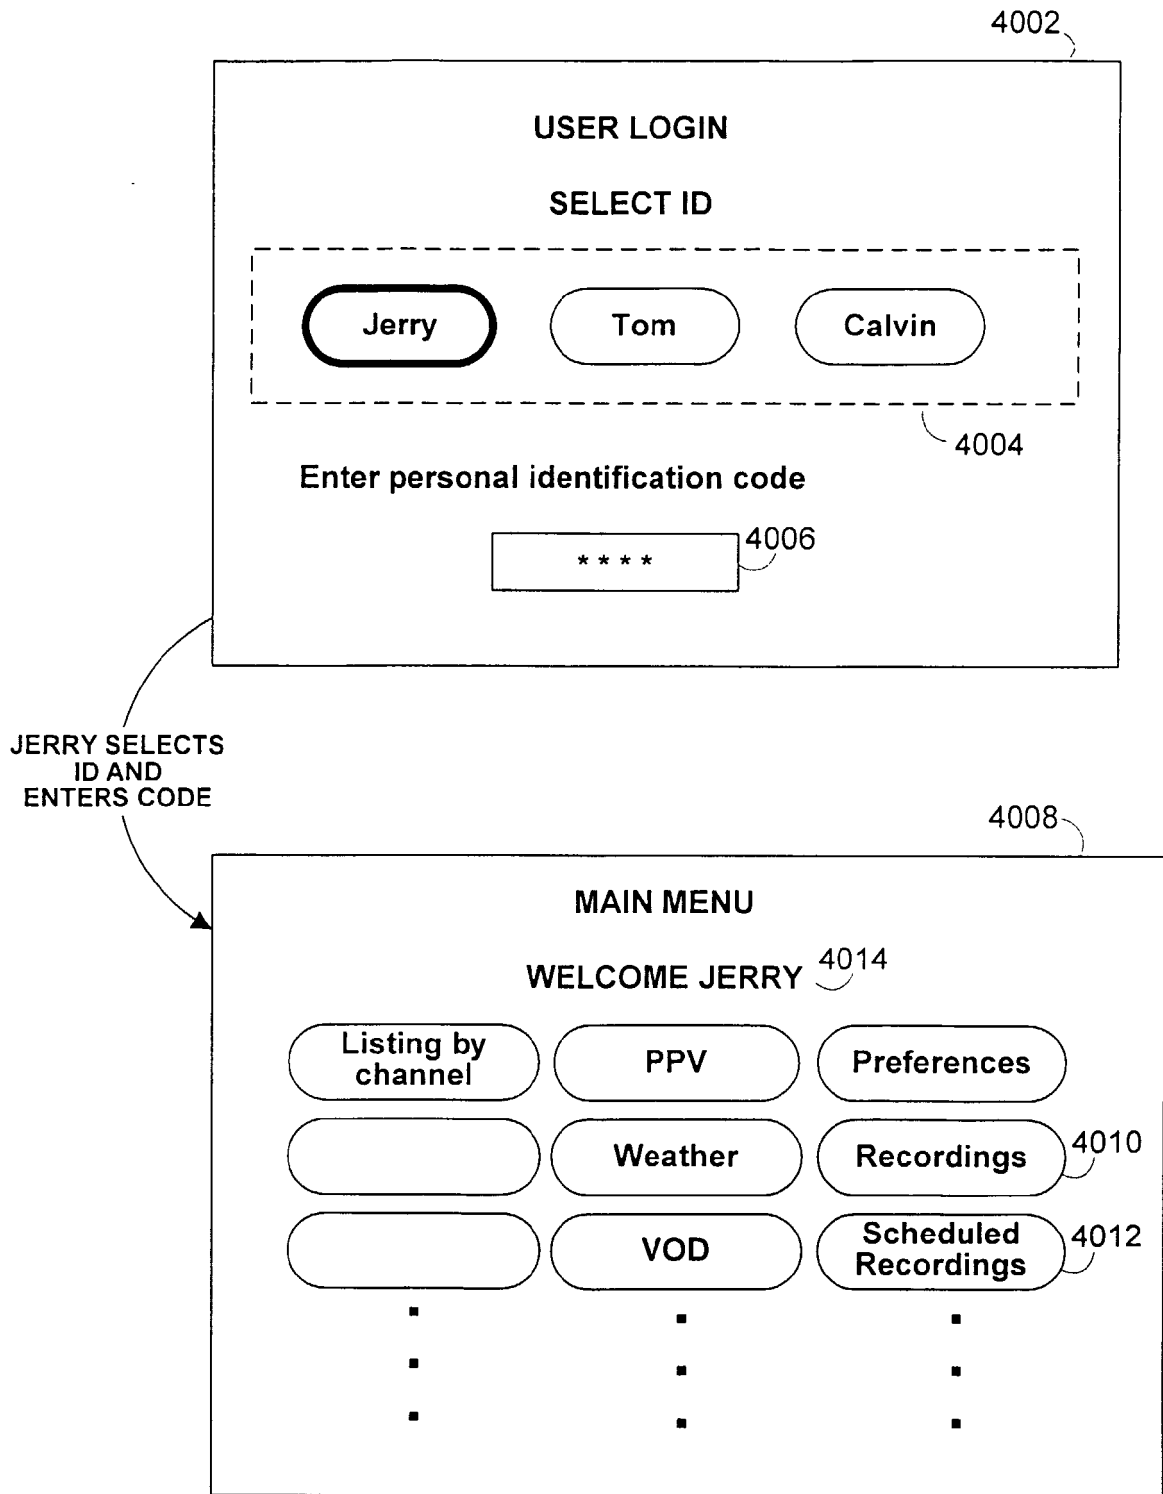 4002
USER LOGIN
SELECT ID
Jerry Tom Calvin
4004
Enter personal identification code
4006
* * * *
JERRY SELECTS
ID AND
ENTERS CODE
4008
MAIN MENU
WELCOME JERRY 4014
Listing by
channel
PPV
Preferences
Weather
Recordings
4010
VOD
Scheduled
Recordings
4012